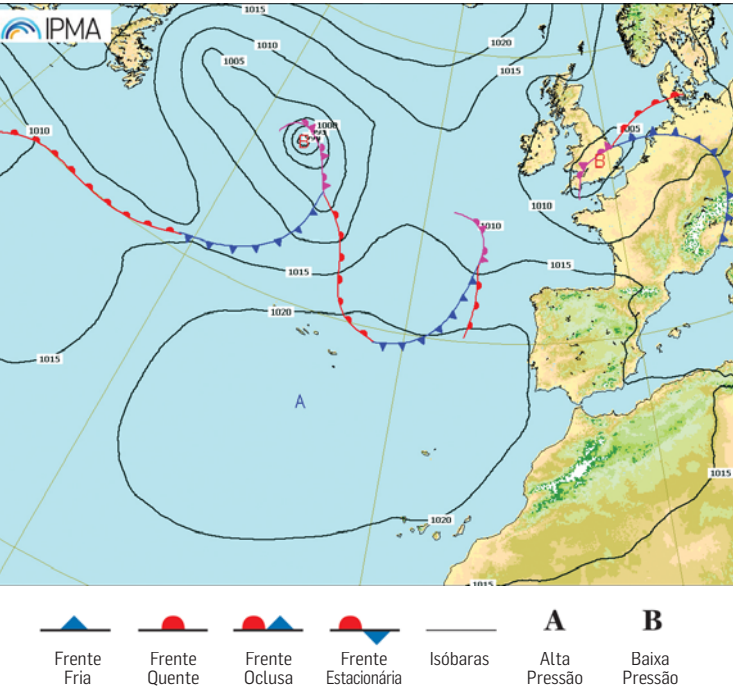 IPMA
1015
1010
1020
1005
1015
1000
1010
1005
B
B
1010
1010
1015
1015
1020
1015
A
1015
1020
1015
A
B
Frente
Fria
Frente
Quente
Frente
Oclusa
Frente
Estacionária
Isóbaras
Alta
Pressão
Baixa
Pressão